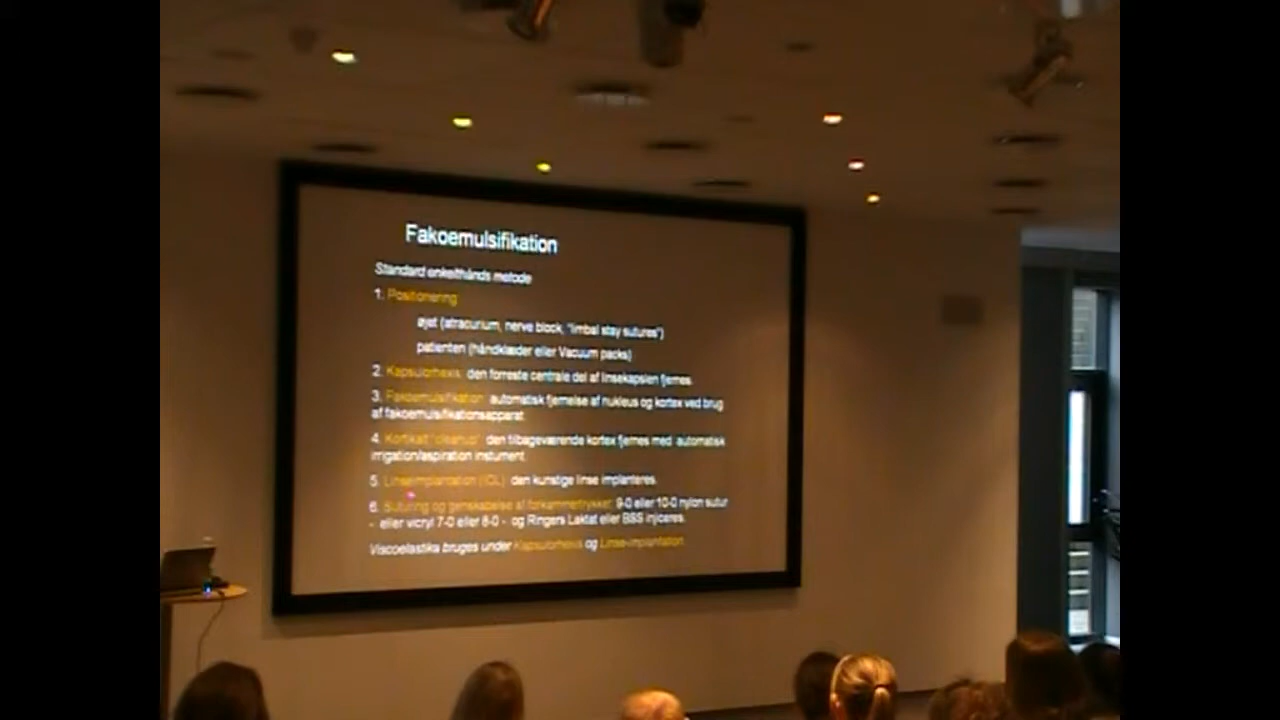 Fakoemulsifikation
Standard enkelthånds metode
1. Positionering
øjet (atracurium, nerve block, "limbal stay sutures")
patienten (håndklæder eller Vacuum packs)
2. Kapsulorhexis den forreste centrale del af linsekapslen fjernes
3. Fakoemulsifikation automatisk fjernelse af nukleus og kortex ved brug
af fakoemulsifikationsapparat
4. Kortikalt "cleanup" den tilbageværende kortex fjernes med automatisk
irrigation/aspiration instument
5. Linseimplantation (IOL) den kunstige linse implanteres.
6. Suturing og genskabelse af forkammertrykket 9-0 eller 10-0 nylon sutur
- eller vicryl 7-0 eller 8-0 - og Ringers Laktat eller BSS injiceres.
Viscoelastika bruges under Kapsulorhexis og Linse-implantation